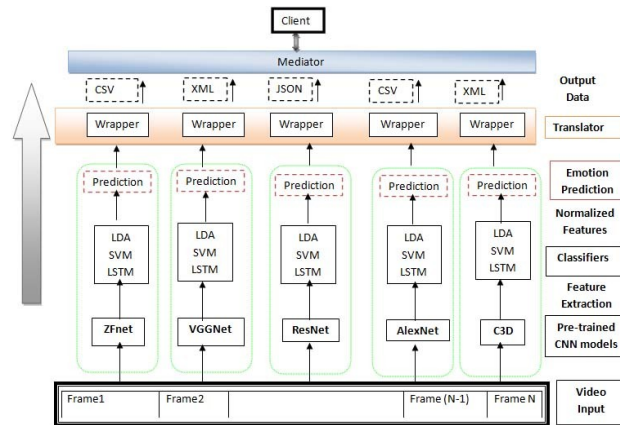 Client
Mediator
CSV
XML
JSON
CSV
XML
Output
Data
Wrapper
Wrapper
Wrapper
Wrapper
Wrapper
Translator
Prediction
Prediction
Prediction
Prediction
Prediction
Emotion
Prediction
Normalized
Features
LDA
SVM
LSTM
LDA
SVM
LSTM
LDA
SVM
LSTM
LDA
SVM
LSTM
LDA
SVM
LSTM
Classifiers
Feature
Extraction
ZFnet
VGGNet
ResNet
AlexNet
C3D
Pre-trained
CNN models
Frame1
Frame2
Frame (N-1)
Frame N
Video
Input